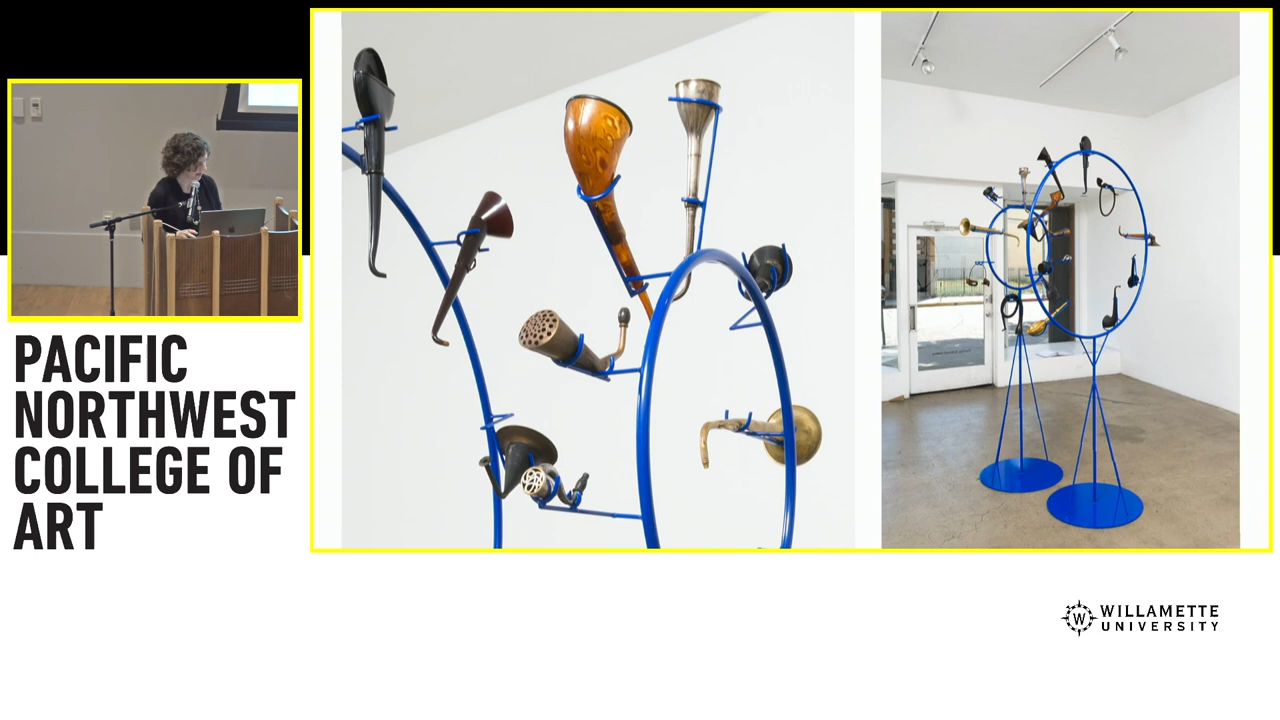 PACIFIC
NORTHWEST
COLLEGE OF
ART
W
WILLAMETTE
UNIVERSITY